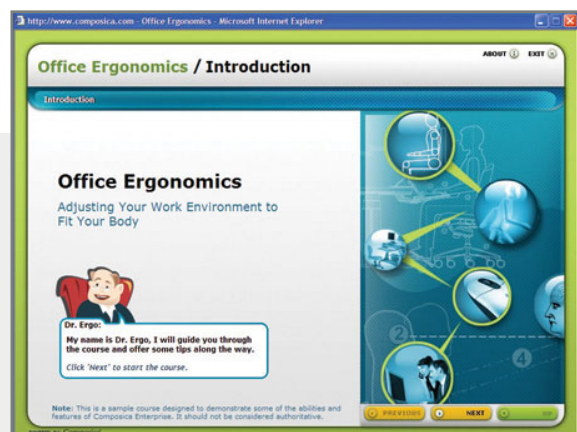 http://www.composica.com - Office Ergonomics - Microsoft Internet Explorer
ABOUT i EXIT x
Office Ergonomics / Introduction
Introduction
Office Ergonomics
Adjusting Your Work Environment to
Fit Your Body
Dr. Ergo:
My name is Dr. Ergo, I will guide you through
the course and offer some tips along the way.
Click 'Next' to start the course.
2
4
Note: This is a sample course designed to demonstrate some of the abilities and
features of Composica Enterprise. It should not be considered authoritative.
PREVIOUS NEXT UP